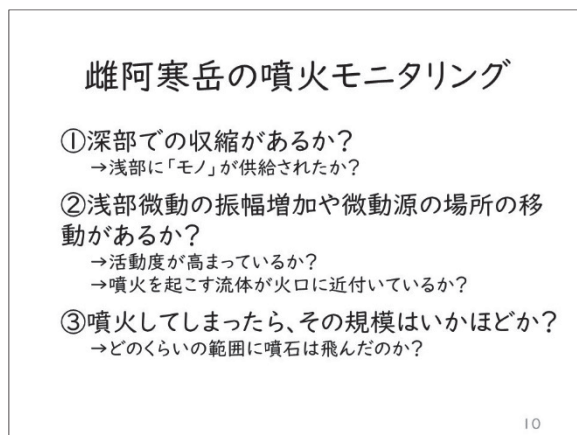 雌阿寒岳の噴火モニタリング
①深部での収縮があるか?
→浅部に「モノ」が供給されたか?
②浅部微動の振幅増加や微動源の場所の移
動があるか?
→活動度が高まっているか?
→噴火を起こす流体が火口に近付いているか?
③噴火してしまったら、その規模はいかほどか?
→どのくらいの範囲に噴石は飛んだのか?
10